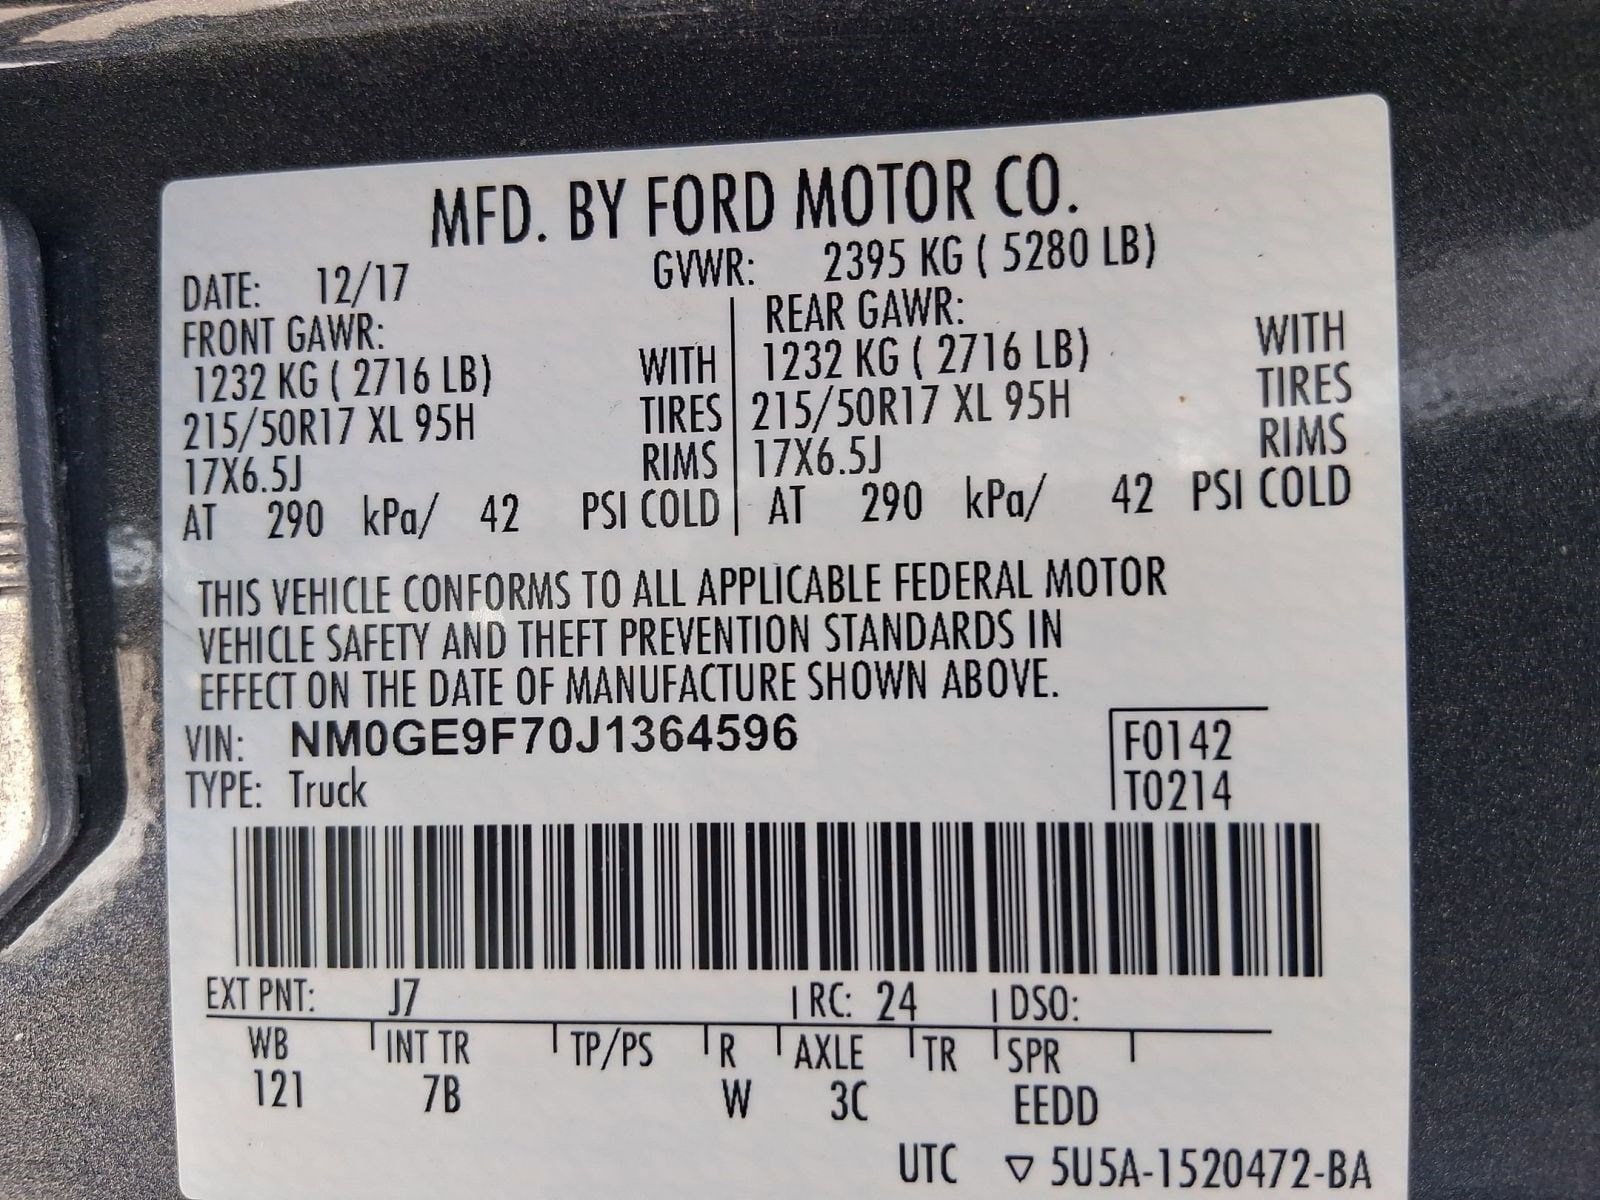 MFD. BY FORD MOTOR CO.
DATE: 12/17 GVWR: 2395 KG ( 5280 LB)
FRONT GAWR: REAR GAWR:
1232 KG ( 2716 LB) WITH 1232 KG ( 2716 LB) WITH
215/50R17 XL 95H TIRES 215/50R17 XL 95H TIRES
17X6.5J RIMS 17X6.5J RIMS
AT 290 kPa/ 42 PSI COLD AT 290 kPa/ 42 PSI COLD
THIS VEHICLE CONFORMS TO ALL APPLICABLE FEDERAL MOTOR
VEHICLE SAFETY AND THEFT PREVENTION STANDARDS IN
EFFECT ON THE DATE OF MANUFACTURE SHOWN ABOVE.
VIN: NM0GE9F70J1364596 F0142
TYPE: Truck T0214
EXT PNT: J7 RC: 24 DSO:
WB INT TR TP/PS R AXLE TR SPR
121 7B W 3C EEDD
UTC ▽ 5U5A-1520472-BA